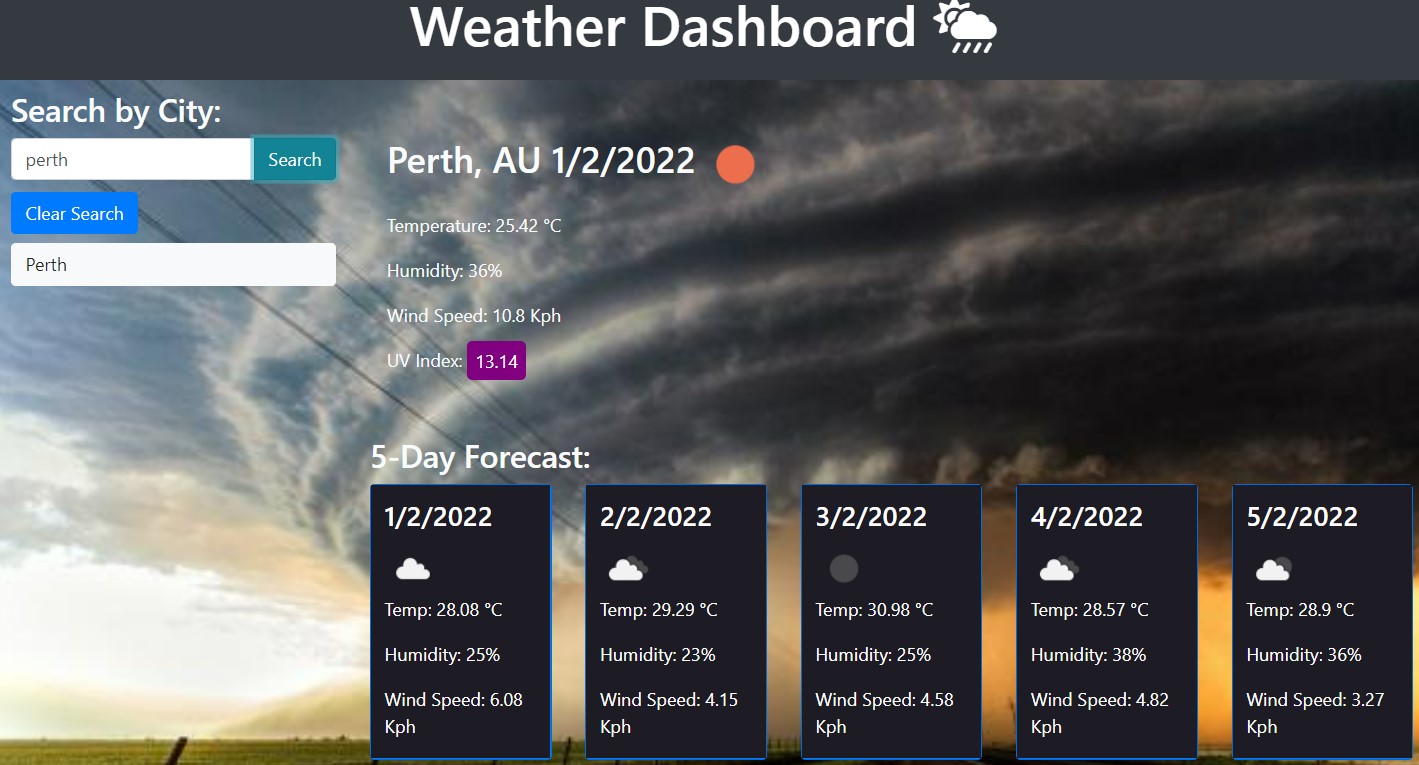 Weather Dashboard
Search by City:
perth
Search
Clear Search
Perth
Perth, AU 1/2/2022
Temperature: 25.42 °C
Humidity: 36%
Wind Speed: 10.8 Kph
UV Index: 13.14
5-Day Forecast:
1/2/2022
Temp: 28.08 °C
Humidity: 25%
Wind Speed: 6.08
Kph
2/2/2022
Temp: 29.29 °C
Humidity: 23%
Wind Speed: 4.15
Kph
3/2/2022
Temp: 30.98 °C
Humidity: 25%
Wind Speed: 4.58
Kph
4/2/2022
Temp: 28.57 °C
Humidity: 38%
Wind Speed: 4.82
Kph
5/2/2022
Temp: 28.9 °C
Humidity: 36%
Wind Speed: 3.27
Kph